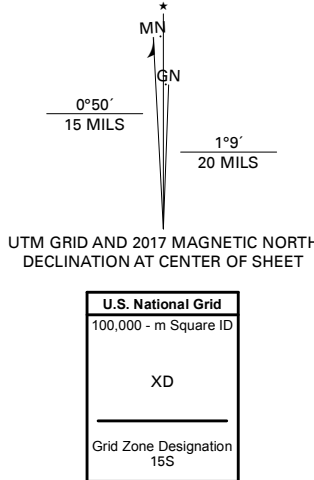 MN
GN
0°50´
15 MILS
1°9´
20 MILS
UTM GRID AND 2017 MAGNETIC NORTH
DECLINATION AT CENTER OF SHEET
U.S. National Grid
100,000 - m Square ID
XD
Grid Zone Designation
15S